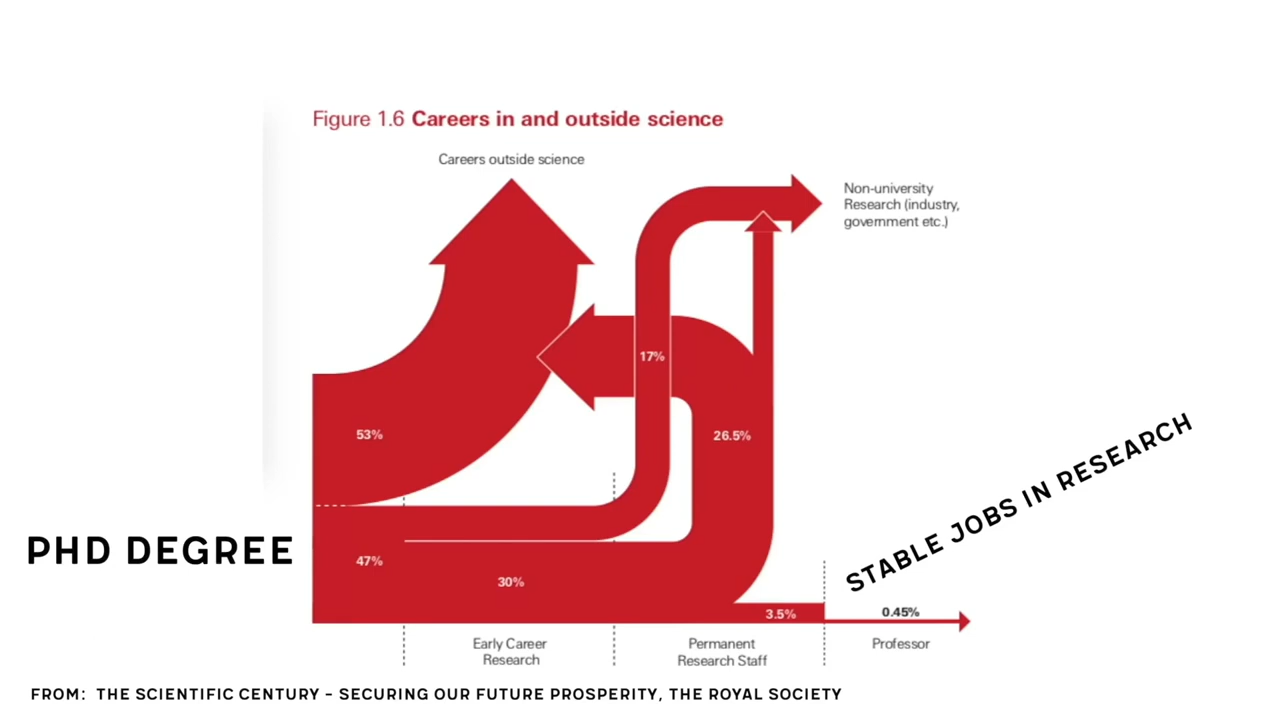 Figure 1.6 Careers in and outside science
Careers outside science
Non-university
Research (industry,
government etc.)
17%
53%
26.5%
STABLE JOBS IN RESEARCH
PHD DEGREE
47%
30%
3.5%
0.45%
Early Career
Research
Permanent
Research Staff
Professor
FROM: THE SCIENTIFIC CENTURY - SECURING OUR FUTURE PROSPERITY, THE ROYAL SOCIETY